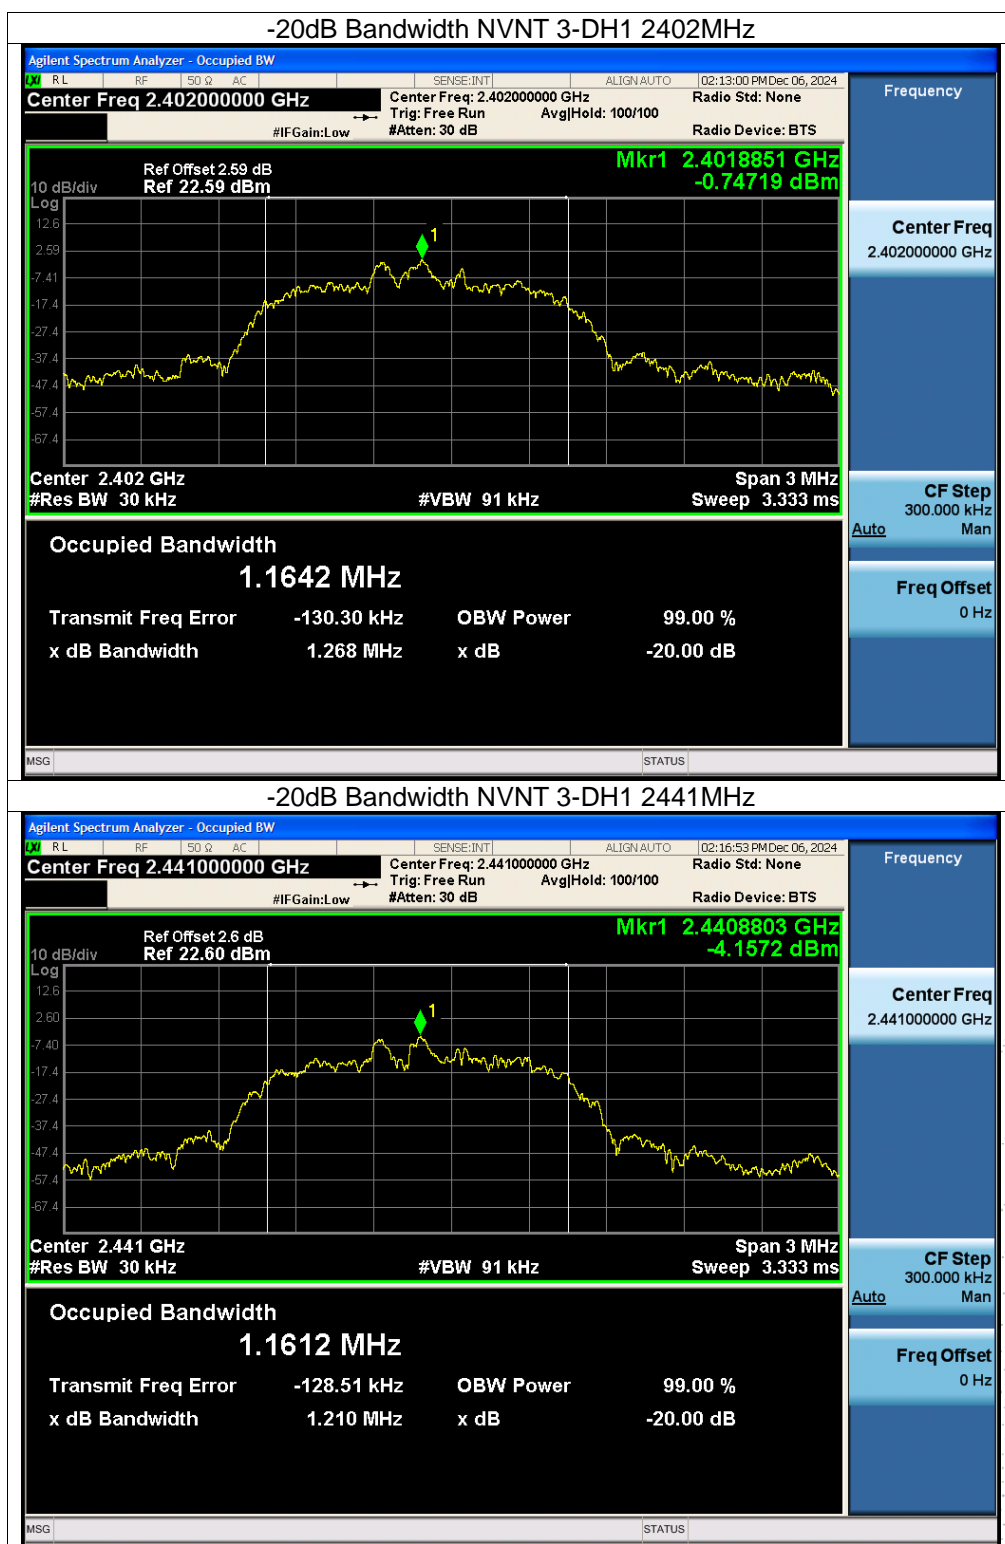 -20dB Bandwidth NVNT 3-DH1 2402MHz
Agilent Spectrum Analyzer - Occupied BW
LXI RL RF 50 Ω AC SENSE:INT ALIGN AUTO 02:13:00 PM Dec 06, 2024
Center Freq 2.402000000 GHz
Center Freq: 2.402000000 GHz
Radio Std: None
Trig: Free Run Avg|Hold: 100/100
#IFGain:Low #Atten: 30 dB Radio Device: BTS
Frequency
Mkr1 2.4018851 GHz
-0.74719 dBm
Ref Offset 2.59 dB
10 dB/div Ref 22.59 dBm
Log
12.6
2.59
-7.41
-17.4
-27.4
-37.4
-47.4
-57.4
-67.4
1
Center 2.402 GHz Span 3 MHz
#Res BW 30 kHz #VBW 91 kHz Sweep 3.333 ms
Center Freq
2.402000000 GHz
CF Step
300.000 kHz
Auto Man
Freq Offset
0 Hz
Occupied Bandwidth
1.1642 MHz
Transmit Freq Error -130.30 kHz OBW Power 99.00 %
x dB Bandwidth 1.268 MHz x dB -20.00 dB
MSG STATUS
-20dB Bandwidth NVNT 3-DH1 2441MHz
Agilent Spectrum Analyzer - Occupied BW
LXI RL RF 50 Ω AC SENSE:INT ALIGN AUTO 02:16:53 PM Dec 06, 2024
Center Freq 2.441000000 GHz
Center Freq: 2.441000000 GHz
Radio Std: None
Trig: Free Run Avg|Hold: 100/100
#IFGain:Low #Atten: 30 dB Radio Device: BTS
Frequency
Mkr1 2.4408803 GHz
-4.1572 dBm
Ref Offset 2.6 dB
10 dB/div Ref 22.60 dBm
Log
12.6
2.60
-7.40
-17.4
-27.4
-37.4
-47.4
-57.4
-67.4
1
Center 2.441 GHz Span 3 MHz
#Res BW 30 kHz #VBW 91 kHz Sweep 3.333 ms
Center Freq
2.441000000 GHz
CF Step
300.000 kHz
Auto Man
Freq Offset
0 Hz
Occupied Bandwidth
1.1612 MHz
Transmit Freq Error -128.51 kHz OBW Power 99.00 %
x dB Bandwidth 1.210 MHz x dB -20.00 dB
MSG STATUS